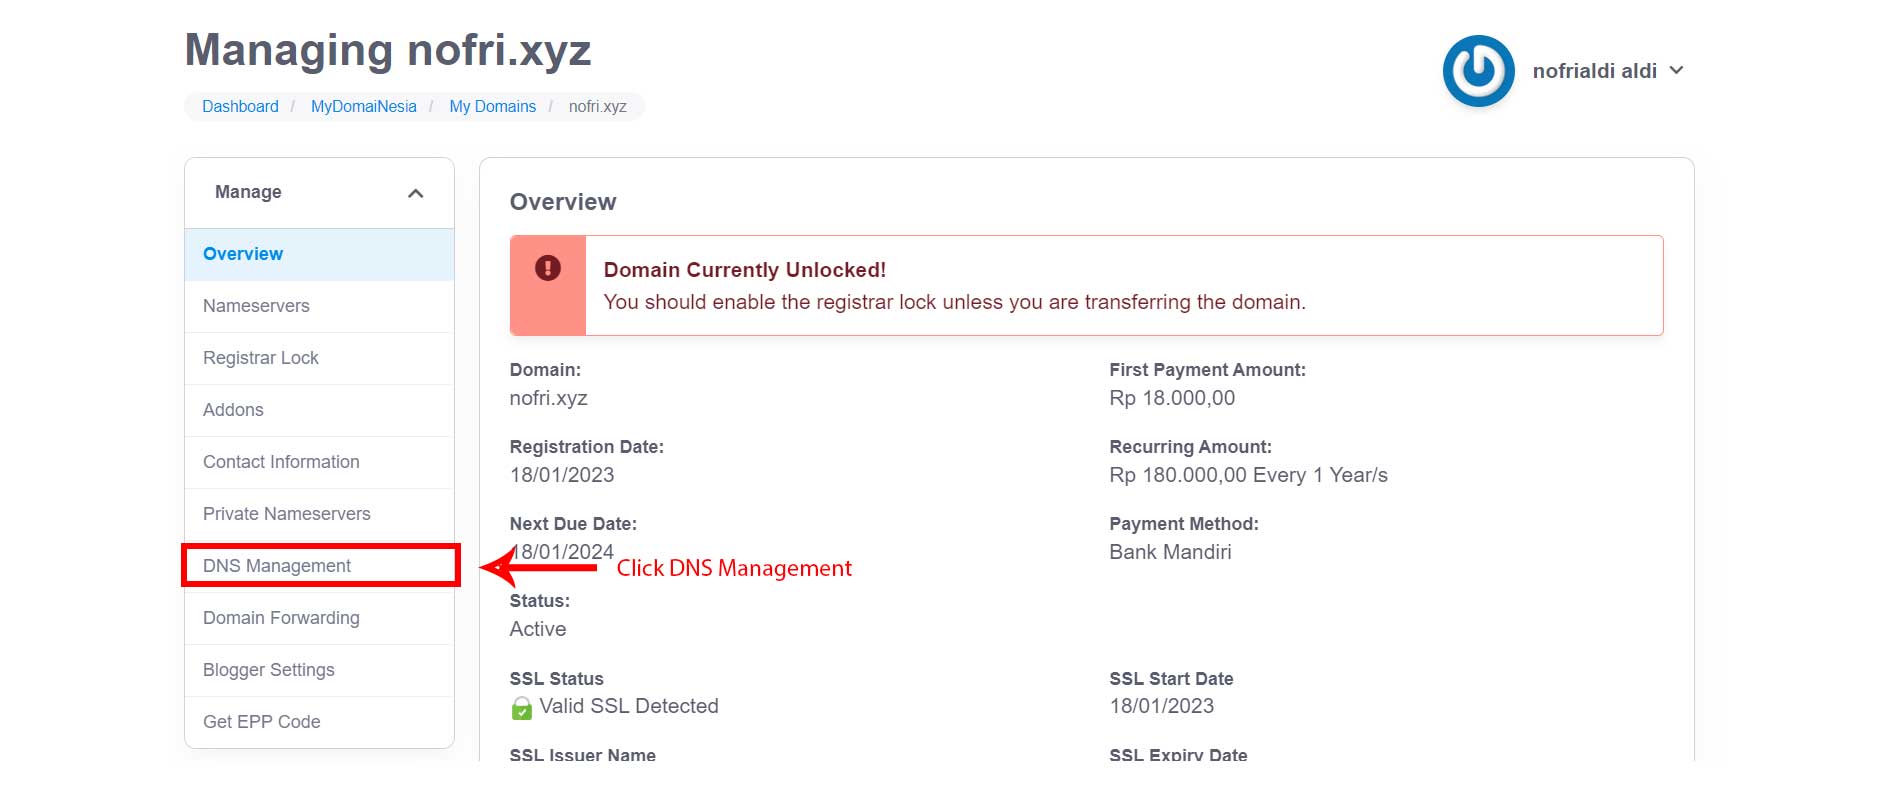 Managing nofri.xyz
nofrialdi aldi
Dashboard / MyDomaiNesia / My Domains / nofri.xyz
Manage
Overview
Nameservers
Registrar Lock
Addons
Contact Information
Private Nameservers
DNS Management
Domain Forwarding
Blogger Settings
Get EPP Code
Overview
Domain Currently Unlocked!
You should enable the registrar lock unless you are transferring the domain.
Domain:
nofri.xyz
First Payment Amount:
Rp 18.000,00
Registration Date:
18/01/2023
Recurring Amount:
Rp 180.000,00 Every 1 Year/s
Next Due Date:
18/01/2024
Payment Method:
Bank Mandiri
Click DNS Management
Status:
Active
SSL Status
Valid SSL Detected
SSL Start Date
18/01/2023
SSL Issuer Name
SSL Expiry Date